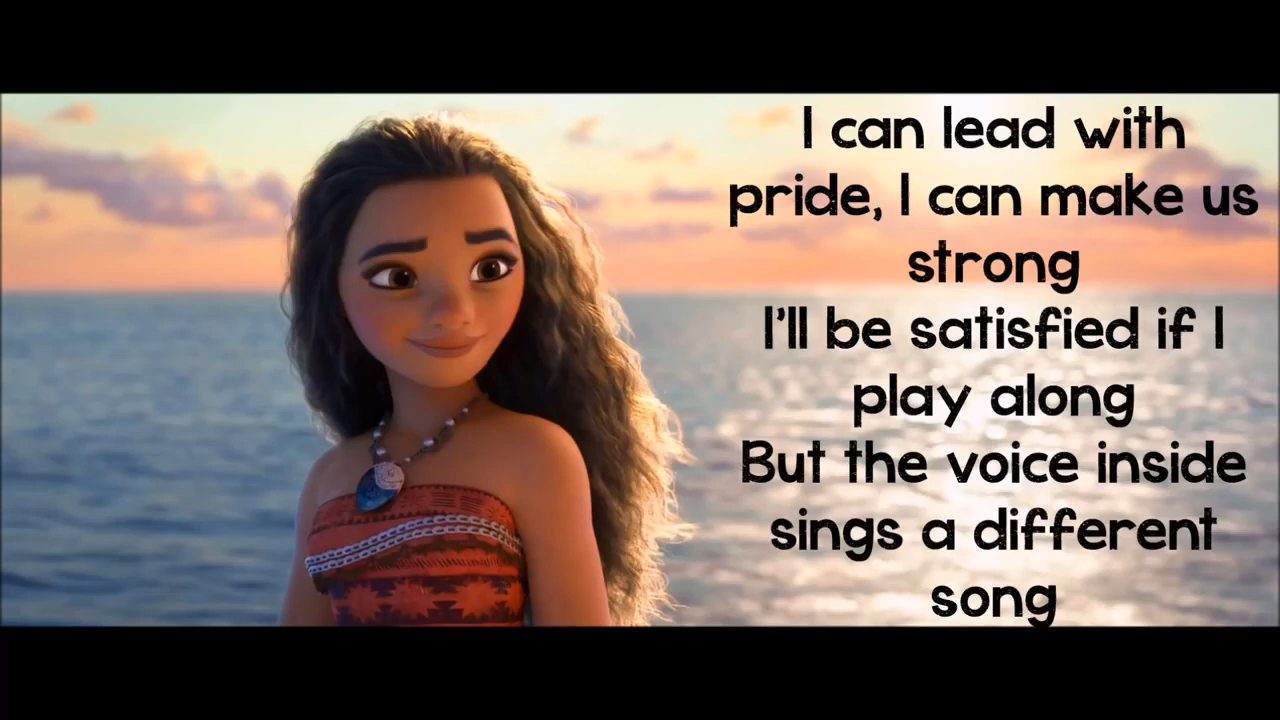 I can lead with
pride, I can make us
strong
I'll be satisfied if I
play along
But the voice inside
sings a different
song